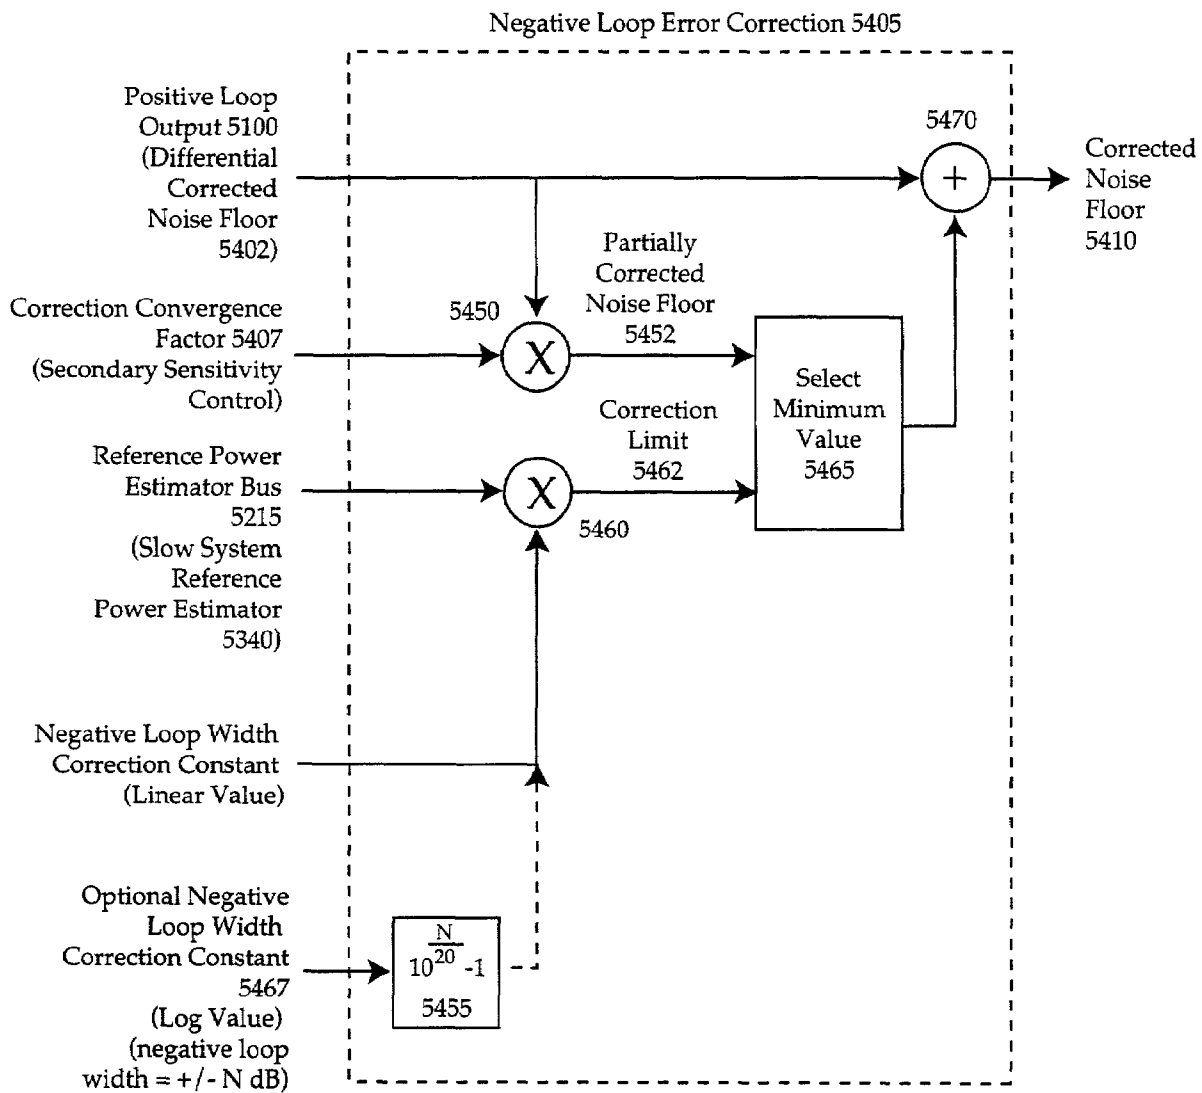 Negative Loop Error Correction 5405
Positive Loop
Output 5100
(Differential
Corrected
Noise Floor
5402)
5470
+
Corrected
Noise
Floor
5410
Partially
Corrected
Noise Floor
5452
Correction Convergence
Factor 5407
(Secondary Sensitivity
Control)
5450
X
Select
Minimum
Value
5465
Correction
Limit
5462
Reference Power
Estimator Bus
5215
(Slow System
Reference
Power Estimator
5340)
X
5460
Negative Loop Width
Correction Constant
(Linear Value)
Optional Negative
Loop Width
Correction Constant
5467
(Log Value)
(negative loop
width = +/- N dB)
N
10 20 -1
5455